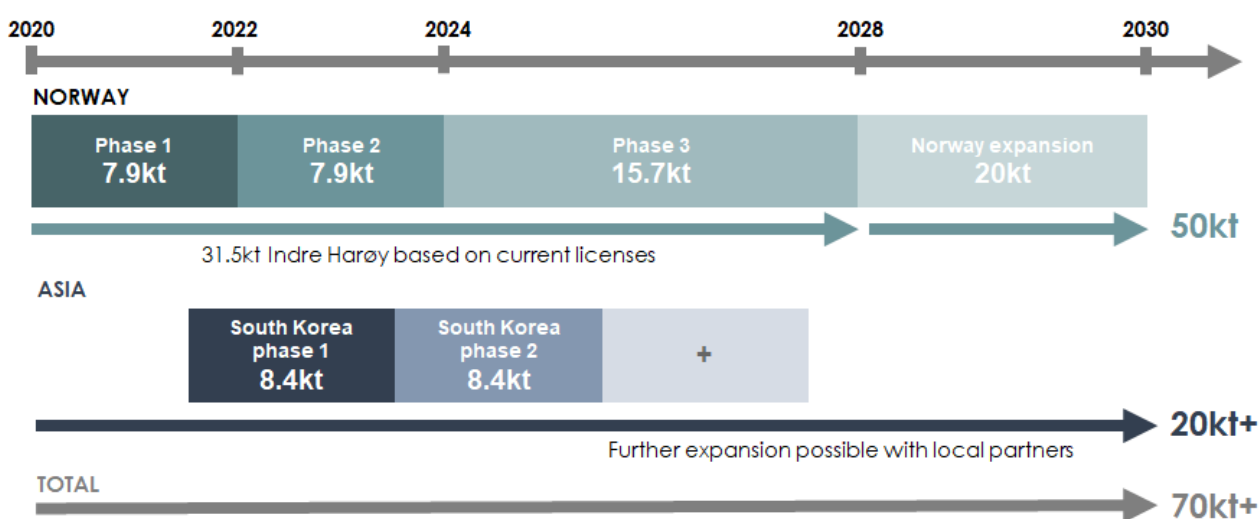 2020 2022 2024 2028 2030
NORWAY
Phase 1 Phase 2 Phase 3 Norway expansion
7.9kt 7.9kt 15.7kt 20kt
50kt
31.5kt Indre Harøy based on current licenses
ASIA
South Korea phase 1
8.4kt
South Korea phase 2
8.4kt
+
20kt+
Further expansion possible with local partners
TOTAL
70kt+